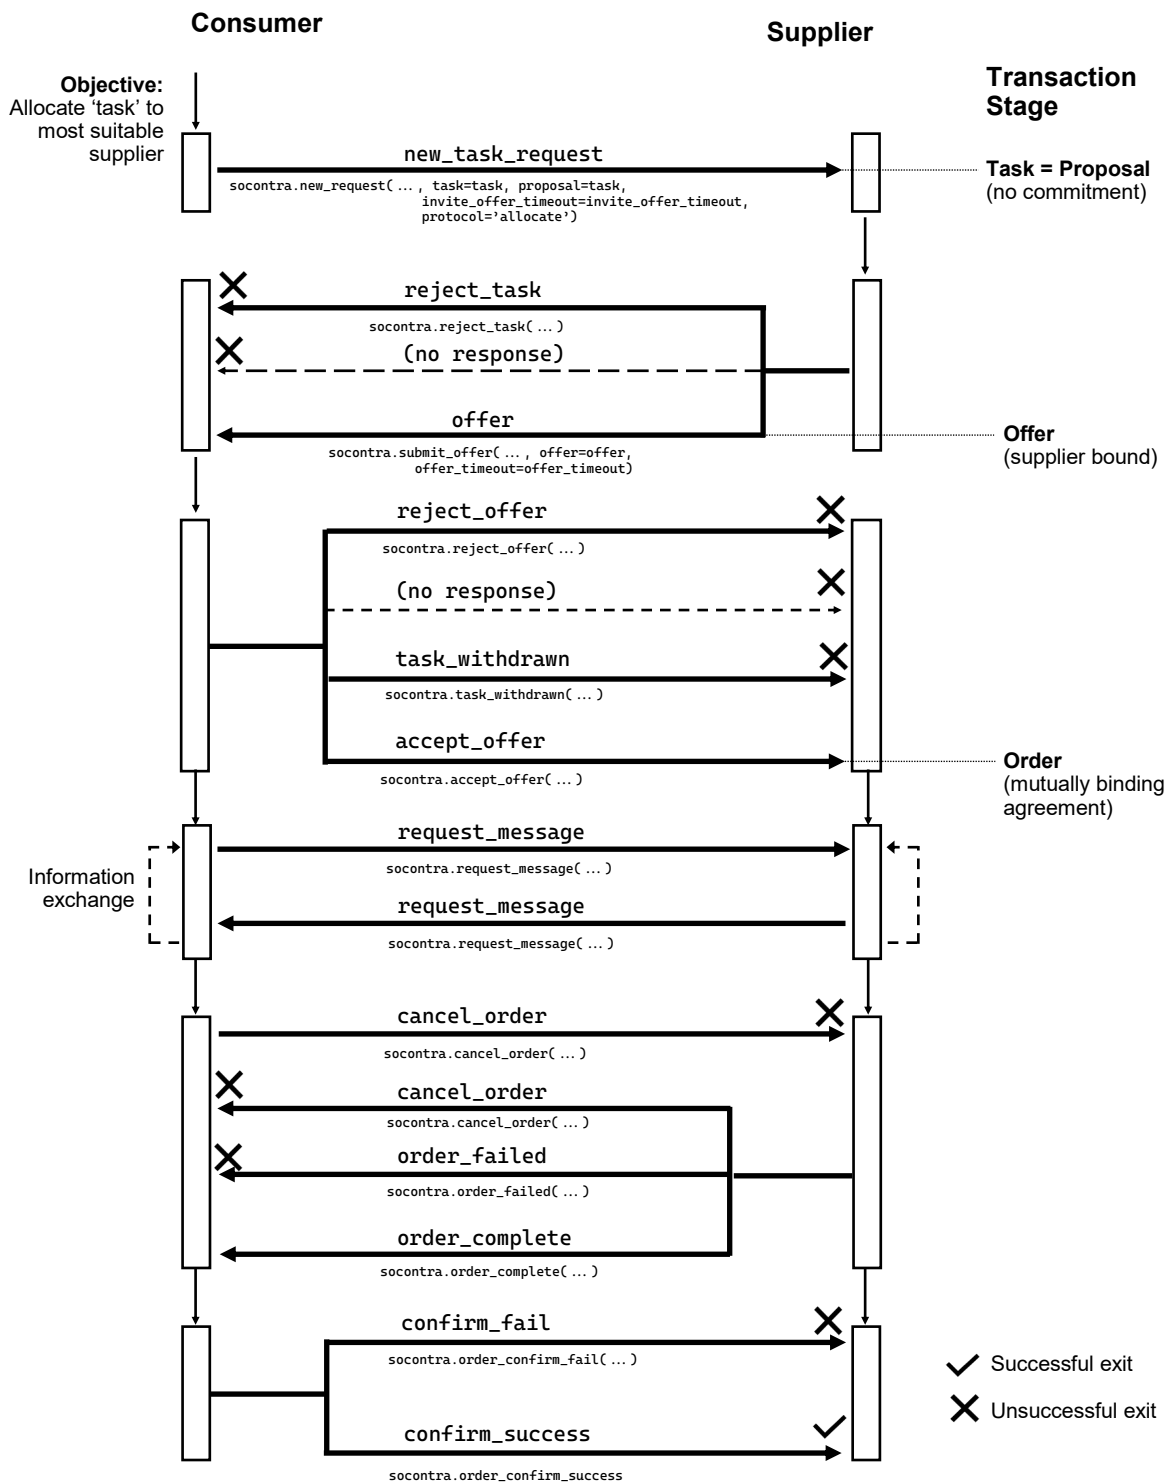 Consumer
Supplier
Objective:
Allocate ‘task’ to
most suitable
supplier
Transaction
Stage
new_task_request
socontra.new_request( ... , task=task, proposal=task,
invite_offer_timeout=invite_offer_timeout,
protocol=’allocate’)
Task = Proposal
(no commitment)
reject_task
socontra.reject_task( ... )
(no response)
offer
socontra.submit_offer( ... , offer=offer,
offer_timeout=offer_timeout)
Offer
(supplier bound)
reject_offer
socontra.reject_offer( ... )
(no response)
task_withdrawn
socontra.task_withdrawn( ... )
accept_offer
socontra.accept_offer( ... )
Order
(mutually binding
agreement)
request_message
socontra.request_message( ... )
Information
exchange
request_message
socontra.request_message( ... )
cancel_order
socontra.cancel_order( ... )
cancel_order
socontra.cancel_order( ... )
order_failed
socontra.order_failed( ... )
order_complete
socontra.order_complete( ... )
confirm_fail
socontra.order_confirm_fail( ... )
Successful exit
Unsuccessful exit
confirm_success
socontra.order_confirm_success